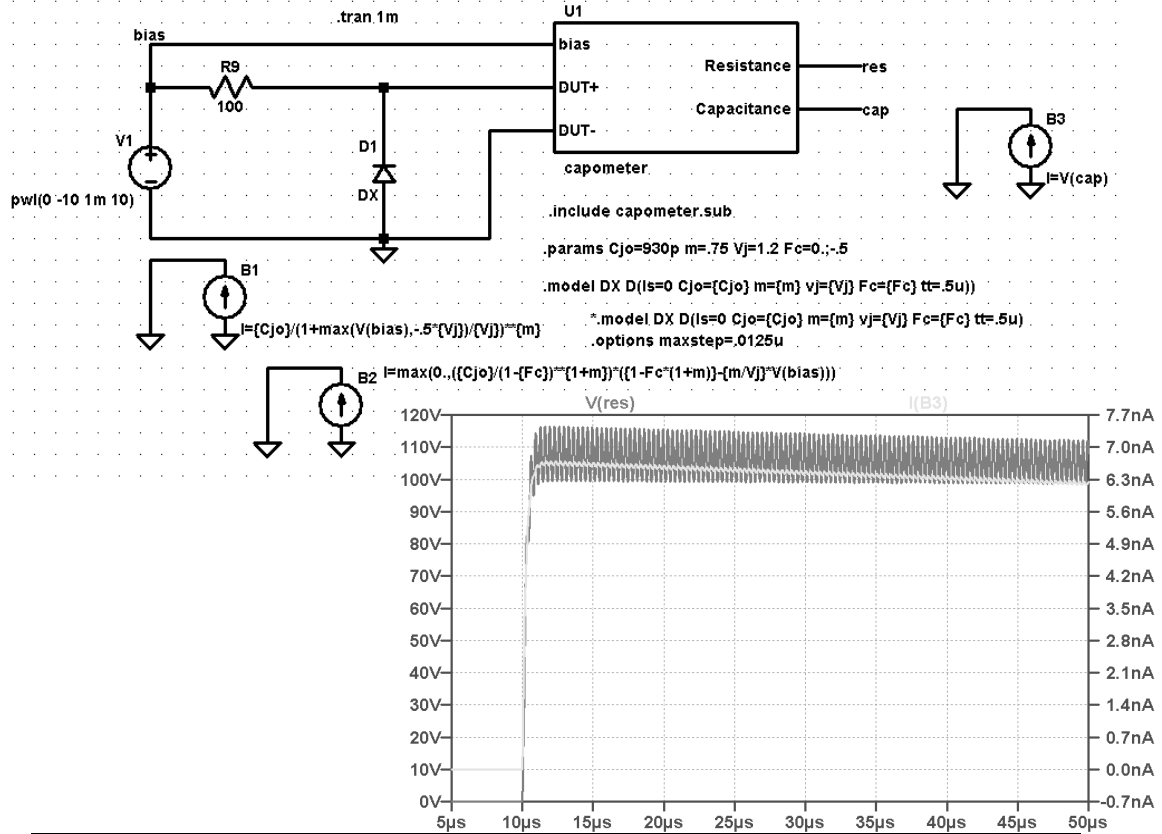 .tran 1m
U1
bias
bias
R9
100
DUT+
DUT-
Resistance
res
Capacitance
cap
capometer
V1
pwl(0 -10 1m 10)
D1
DX
B3
I=V(cap)
.include capometer.sub
.params Cjo=930p m=.75 Vj=1.2 Fc=0.;-.5
.model DX D(Is=0 Cjo={Cjo} m={m} vj={Vj} Fc={Fc} tt=.5u))
*.model DX D(Is=0 Cjo={Cjo} m={m} vj={Vj} Fc={Fc} tt=.5u)
.options maxstep=.0125u
B1
I={Cjo}/(1+max(V(bias),-.5*{Vj})/{Vj})**{m}
B2
I=max(0.,({Cjo}/(1-{Fc})**{1+m})*({1-Fc*(1+m)}-{m/Vj}*V(bias)))
V(res)
I(B3)
120V
110V
100V
90V
80V
70V
60V
50V
40V
30V
20V
10V
0V
7.7nA
7.0nA
6.3nA
5.6nA
4.9nA
4.2nA
3.5nA
2.8nA
2.1nA
1.4nA
0.7nA
0.0nA
-0.7nA
5µs
10µs
15µs
20µs
25µs
30µs
35µs
40µs
45µs
50µs